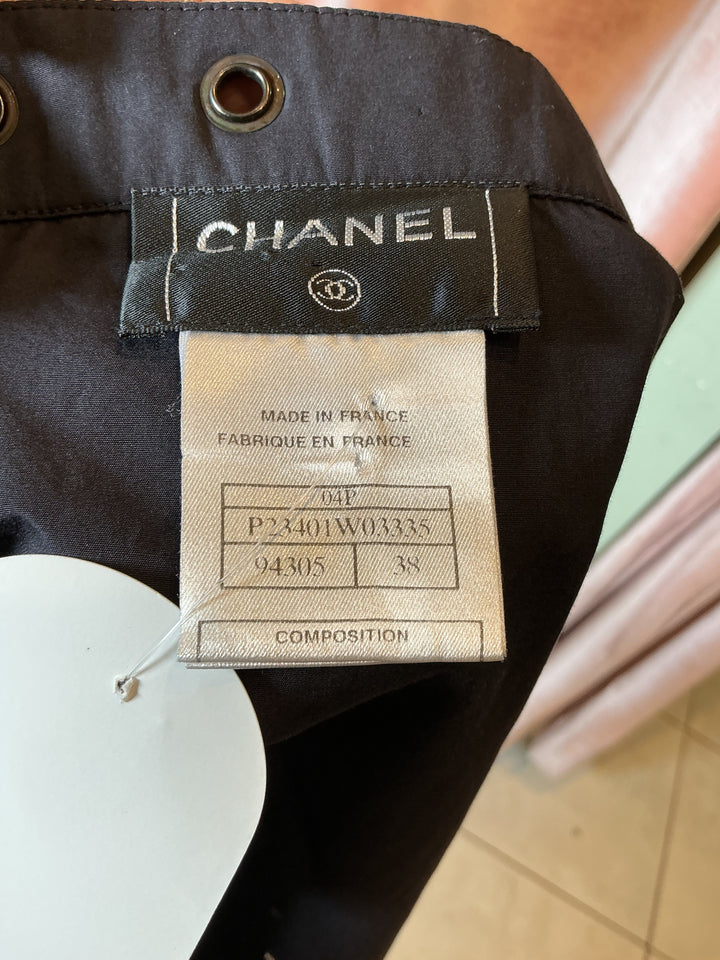 CHANEL
MADE IN FRANCE
FABRIQUE EN FRANCE
04P
P23401W03335
94305 38
COMPOSITION